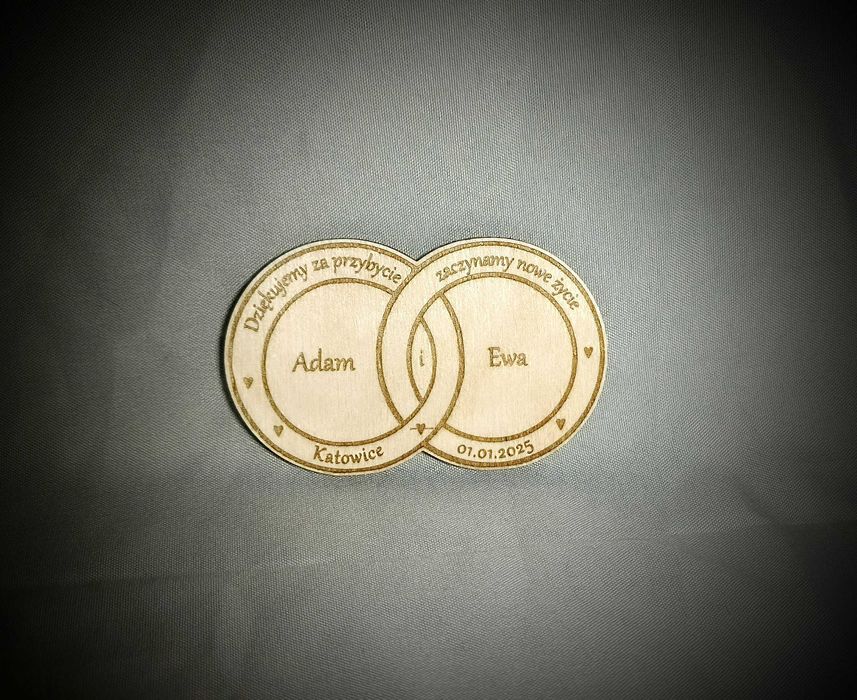 Dziękujemy za przybycie
zaczynamy nowe życie
Adam i Ewa
Katowice
01.01.2025